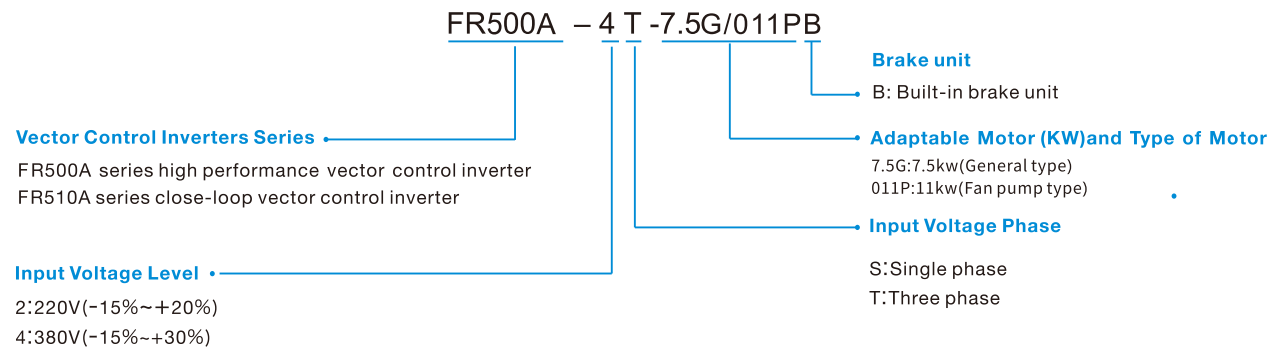 FR500A – 4 T -7.5G/011PB
Vector Control Inverters Series
FR500A series high performance vector control inverter
FR510A series close-loop vector control inverter
Input Voltage Level
2:220V(-15%~+20%)
4:380V(-15%~+30%)
Brake unit
B: Built-in brake unit
Adaptable Motor (KW)and Type of Motor
7.5G:7.5kw(General type)
011P:11kw(Fan pump type)
Input Voltage Phase
S:Single phase
T:Three phase